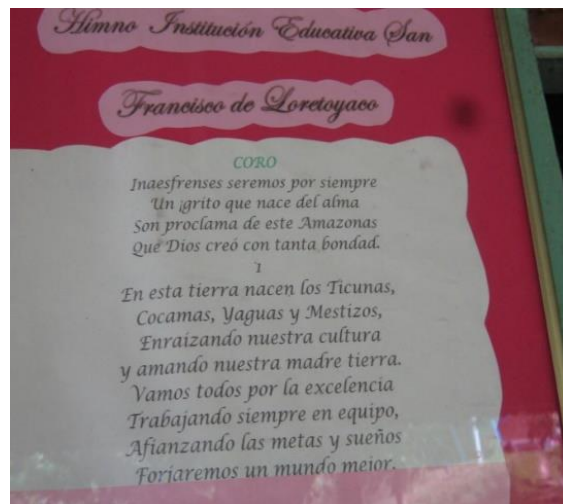 Himno Institución Educativa San
Francisco de Loretoyaco
CORO
Inaesfrenses seremos por siempre
Un ¡grito que nace del alma
Son proclama de este Amazonas
Que Dios creó con tanta bondad.
1
En esta tierra nacen los Ticunas,
Cocamas, Yaguas y Mestizos,
Enraizando nuestra cultura
y amando nuestra madre tierra.
Vamos todos por la excelencia
Trabajando siempre en equipo,
Afianzando las metas y sueños
Forjaremos un mundo mejor.